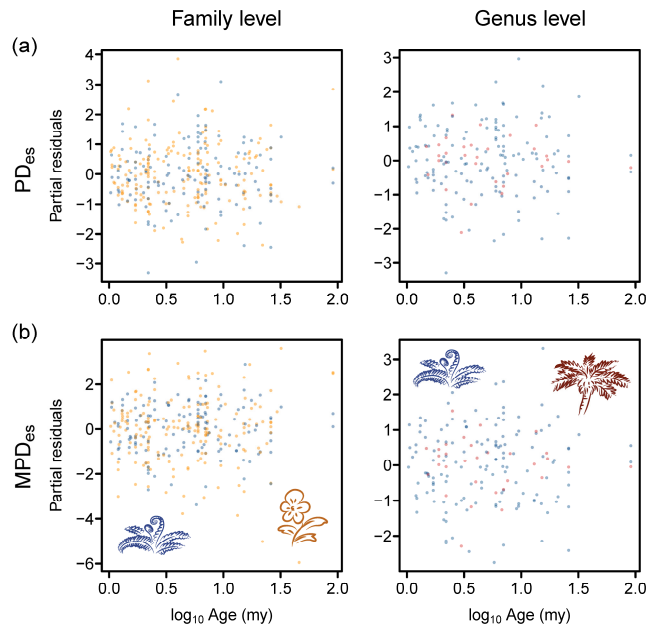 Family level
Genus level
(a)
PDes
Partial residuals
4
3
2
1
0
−1
−2
−3
0.0 0.5 1.0 1.5 2.0
3
2
1
0
−1
−2
−3
0.0 0.5 1.0 1.5 2.0
(b)
MPDes
Partial residuals
2
0
−2
−4
−6
0.0 0.5 1.0 1.5 2.0
log10 Age (my)
3
2
1
0
−1
−2
0.0 0.5 1.0 1.5 2.0
log10 Age (my)